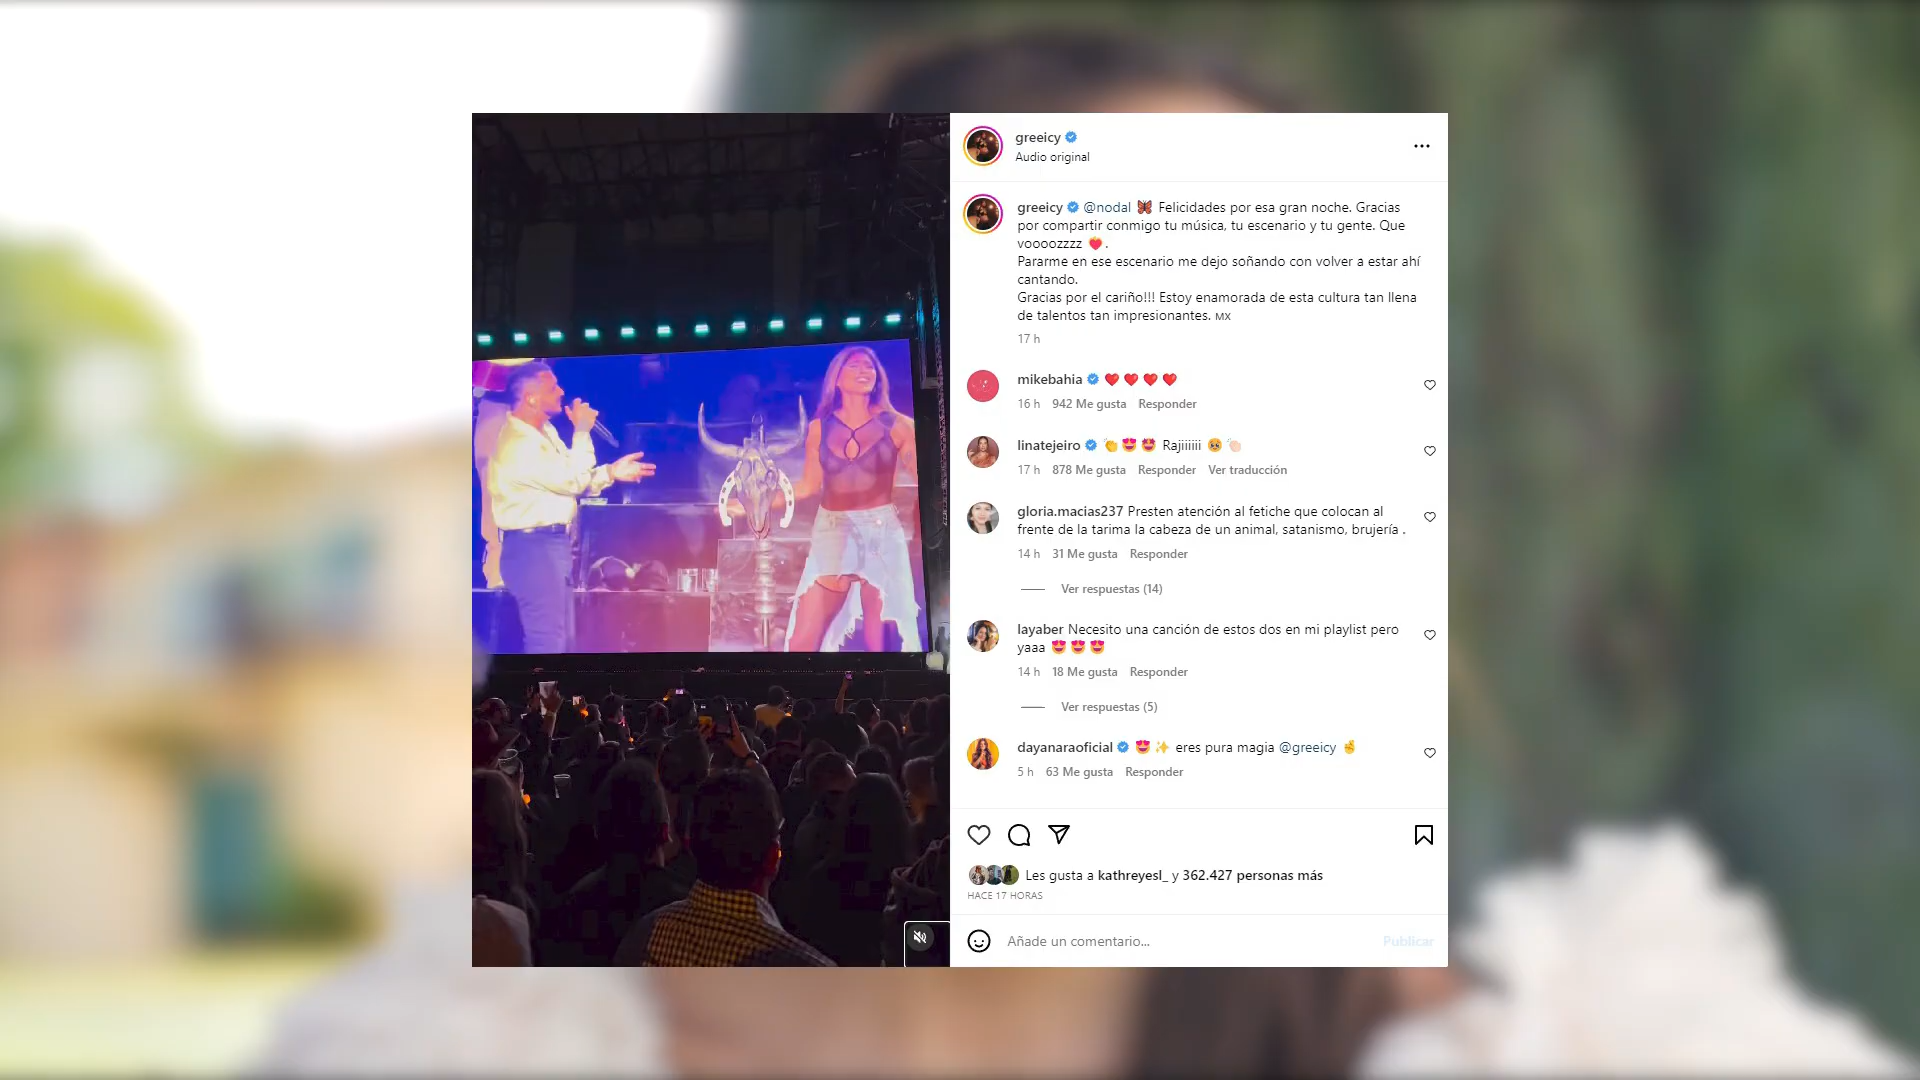 greeicy
Audio original
greeicy @nodal 🦋 Felicidades por esa gran noche. Gracias
por compartir conmigo tu música, tu escenario y tu gente. Que
voooozzzz ❤️‍🔥 .
Pararme en ese escenario me dejo soñando con volver a estar ahí
cantando.
Gracias por el cariño!!! Estoy enamorada de esta cultura tan llena
de talentos tan impresionantes. MX
17 h
mikebahia ❤️ ❤️ ❤️ ❤️
16 h 942 Me gusta Responder
linatejeiro 👏 😍 😍 Rajiiiiii 🥹 👏🏻
17 h 878 Me gusta Responder Ver traducción
gloria.macias237 Presten atención al fetiche que colocan al
frente de la tarima la cabeza de un animal, satanismo, brujería .
14 h 31 Me gusta Responder
Ver respuestas (14)
layaber Necesito una canción de estos dos en mi playlist pero
yaaa 😍 😍 😍
14 h 18 Me gusta Responder
Ver respuestas (5)
dayanaraoficial 😍 ✨ eres pura magia @greeicy 🤞
5 h 63 Me gusta Responder
Les gusta a kathreyesl_ y 362.427 personas más
HACE 17 HORAS
Añade un comentario...
Publicar